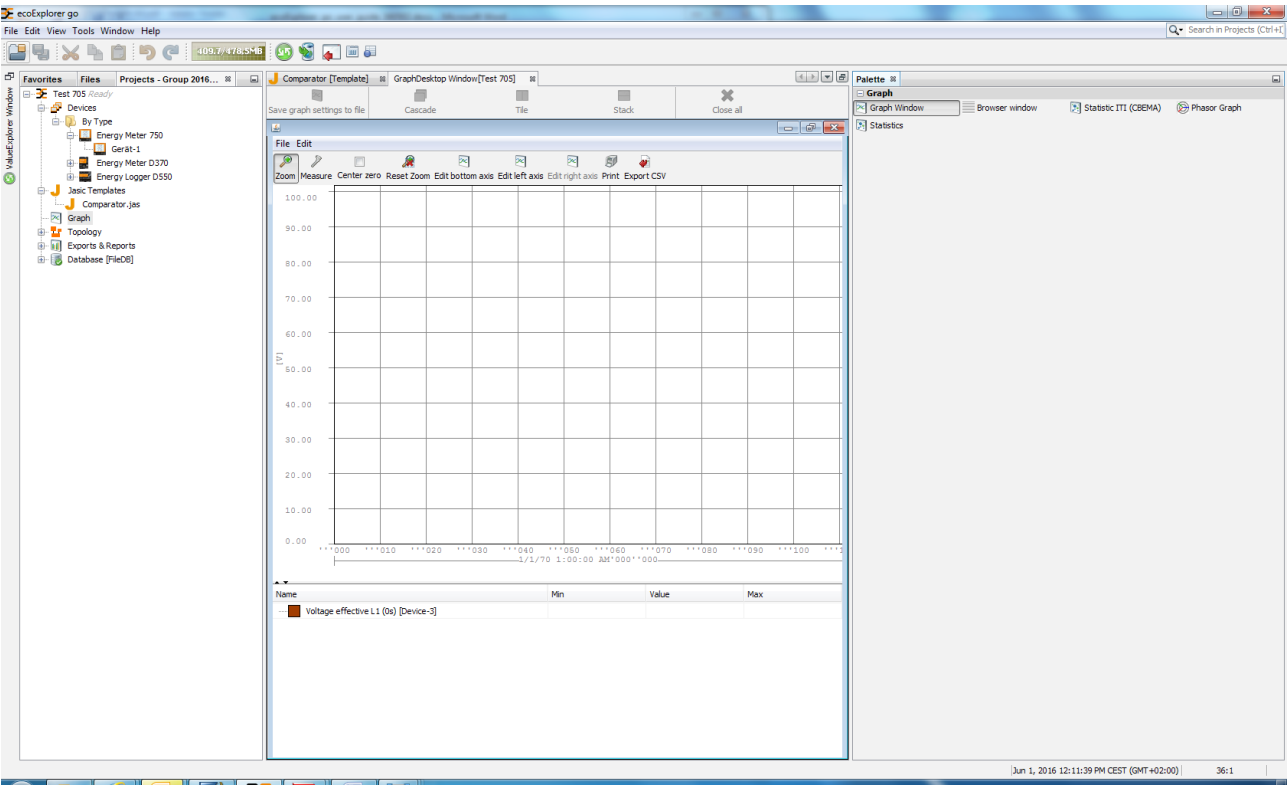 ecoExplorer go
File Edit View Tools Window Help
Search in Projects (Ctrl+I)
409.7/478,5MB
Favorites Files Projects - Group 2016...
Comparator [Template] GraphDesktop Window[Test 705]
Palette
ValueExplorer Window
Test 705 Ready
Devices
By Type
Energy Meter 750
Gerät-1
Energy Meter D370
Energy Logger D550
Jasic Templates
Comparator.jas
Graph
Topology
Exports & Reports
Database [FileDB]
Save graph settings to file Cascade Tile Stack Close all
File Edit
Zoom Measure Center zero Reset Zoom Edit bottom axis Edit left axis Edit right axis Print Export CSV
100.00
90.00
80.00
70.00
60.00
[V]
50.00
40.00
30.00
20.00
10.00
0.00
'''000 '''010 '''020 '''030 '''040 '''050 '''060 '''070 '''080 '''090 '''100 '''1
1/1/70 1:00:00 AM'000''000
Name Min Value Max
Voltage effective L1 (0s) [Device-3]
Graph
Graph Window Browser window Statistic ITI (CBEMA) Phasor Graph
Statistics
Jun 1, 2016 12:11:39 PM CEST (GMT+02:00) 36:1